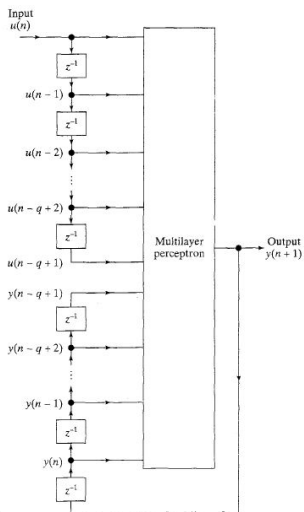 Input
u(n)
z⁻¹
u(n − 1)
z⁻¹
u(n − 2)
u(n − q + 2)
z⁻¹
u(n − q + 1)
Multilayer
perceptron
Output
y(n + 1)
y(n − q + 1)
z⁻¹
y(n − q + 2)
y(n − 1)
z⁻¹
y(n)
z⁻¹